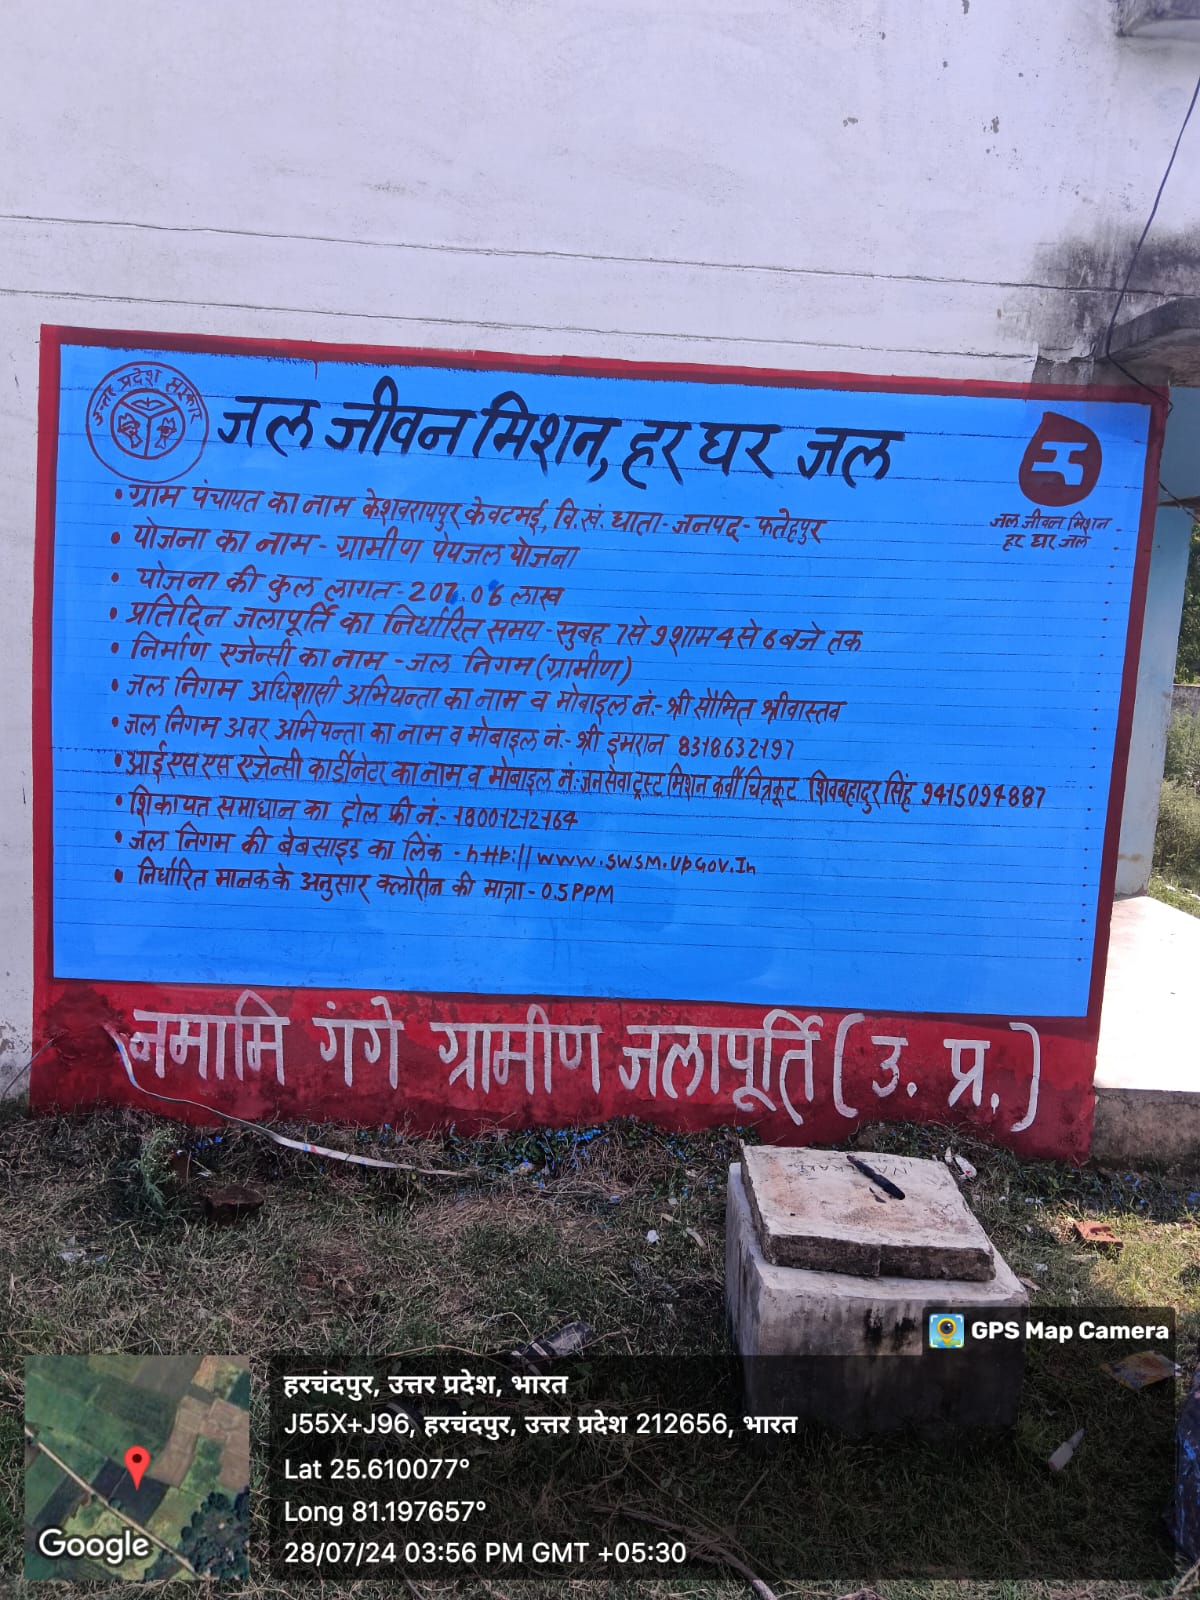 उत्तर प्रदेश सरकार
जल जीवन मिशन, हर घर जल
जल जीवन मिशन
हर घर जल
• ग्राम पंचायत का नाम केशवरायपुर केवटमई, वि.खं. घाता- जनपद- फतेहपुर
• योजना का नाम - ग्रामीण पेयजल योजना
• योजना की कुल लागत- लाख
• प्रतिदिन जलापूर्ति का निर्धारित समय- सुबह 7 से 9 शाम 4 से 6 बजे तक
• निर्माण एजेन्सी का नाम - जल निगम (ग्रामीण)
• जल निगम अधिशासी अभियन्ता का नाम व मोबाइल नं:- श्री सौमित श्रीवास्तव
• जल निगम अवर अभियन्ता का नाम व मोबाइल नं:- श्री इमरान 8318632197
• आईएसएस एजेन्सी कार्डीनेटर का नाम व मोबाइल नं: जनसेवा ट्रस्ट मिशन कर्वी चित्रकूट शिवबहादुर सिंह 9415094887
• शिकायत समाधान का ट्रोल फ्री नं:- 18001212164
• जल निगम की बेबसाइड का लिंक - http:// www.swsm.UpGov.In
• निर्धारित मानक के अनुसार क्लोरीन की मात्रा - 0.5PPM
नमामि गंगे ग्रामीण जलापूर्ति (उ. प्र.)
GPS Map Camera
हरचंदपुर, उत्तर प्रदेश, भारत
J55X+J96, हरचंदपुर, उत्तर प्रदेश 212656, भारत
Lat 25.610077°
Long 81.197657°
28/07/24 03:56 PM GMT +05:30
Google